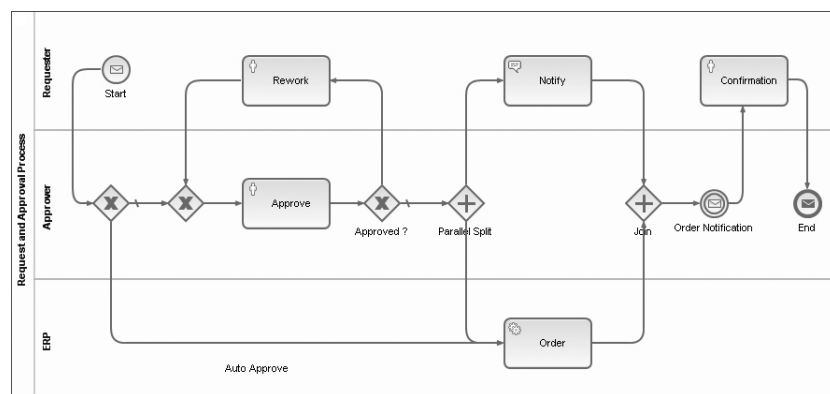 Request and Approval Process
Requester
Start
Rework
Notify
Confirmation
Approver
Approve
Approved ?
Parallel Split
Join
Order Notification
End
ERP
Order
Auto Approve